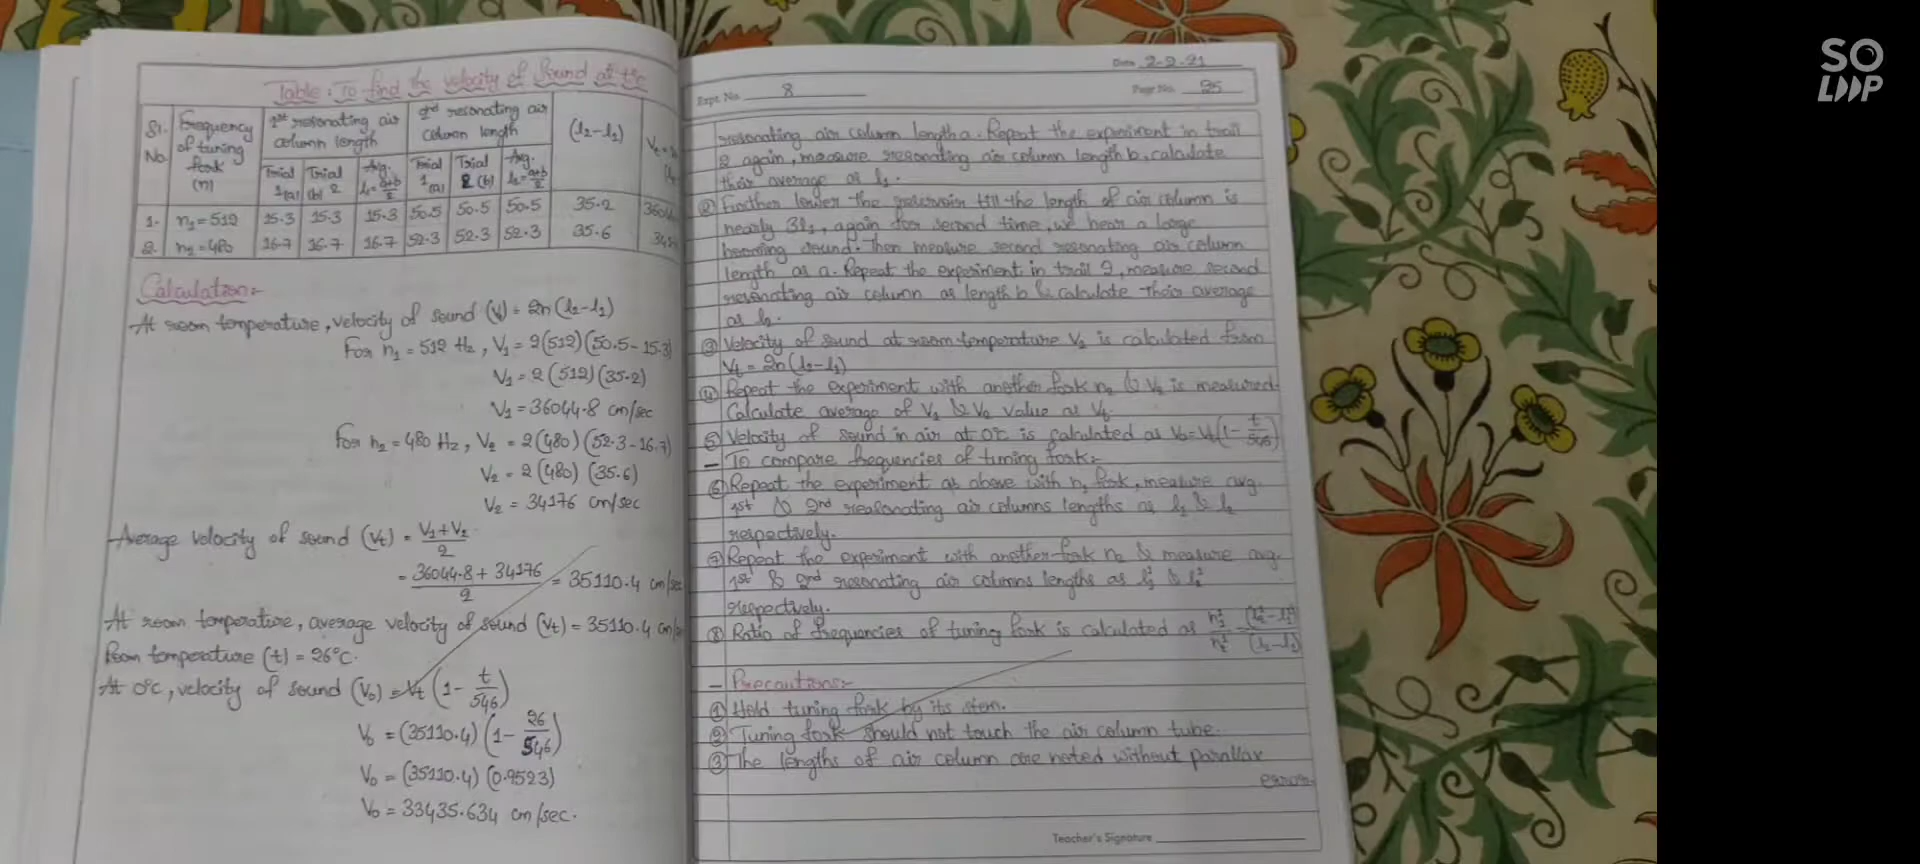 Table:- To find the velocity of sound at t°c
Sr. No. | Frequency of tuning fork (n) | 1st resonating air column length | 2nd resonating air column length | (l2-l1) | Vt =
Trial 1(a) | Trial (b) 2 | Avg. l1 = a+b/2 | Trial 1(a) | Trial 2 (b) | Avg. l2 = a+b/2
1. | n1 = 512 | 15.3 | 15.3 | 15.3 | 50.5 | 50.5 | 50.5 | 35.2
2. | n2 = 480 | 16.7 | 16.7 | 16.7 | 52.3 | 52.3 | 52.3 | 35.6
Calculation:-
At room temperature, velocity of sound (Vt) = 2n (l2-l1)
For n1 = 512 Hz, V1 = 2(512)(50.5-15.3)
V1 = 2(512)(35.2)
V1 = 36044.8 cm/sec
For n2 = 480 Hz, V2 = 2(480)(52.3-16.7)
V2 = 2(480)(35.6)
V2 = 34176 cm/sec
Average velocity of sound (Vt) = V1+V2/2
= 36044.8 + 34176/2 = 35110.4 cm/sec
At room temperature, average velocity of sound (Vt) = 35110.4 cm/
Room temperature (t) = 26°C.
At 0°c, velocity of sound (V0) = Vt (1 - t/546)
V0 = (35110.4) (1 - 26/546)
V0 = (35110.4) (0.9523)
V0 = 33435.634 cm/sec.
Date 2-2-21
Expt. No. 8
Page No. 25
resonating air column length a. Repeat the experiment in trail
2 again, measure resonating air column length b, calculate
their average as l1.
② Further lower the reservoir till the length of air column is
nearly 3l1, again for second time, we hear a large
booming sound. Then measure second resonating air column
length as a. Repeat the experiment in trail 2, measure second
resonating air column as length b & calculate their average
as l2.
③ Velocity of sound at room temperature V1 is calculated from
Vt = 2n (l2-l1)
④ Repeat the experiment with another fork n2 & V2 is measured.
Calculate average of V1 & V2 value as Vt.
⑤ Velocity of sound in air at 0°c is calculated as V0=Vt(1- t/546)
- To compare frequencies of tuning fork:-
⑥ Repeat the experiment as above with n1 fork, measure avg.
1st & 2nd reasonating air columns lengths as l1 & l2
respectively.
⑦ Repeat the experiment with another fork n2 & measure avg.
1st & 2nd resonating air columns lengths as &
respectively.
⑧ Ratio of frequencies of tuning fork is calculated as
- Precautions:-
① Hold tuning fork by its stem.
② Tuning fork should not touch the air column tube.
③ The lengths of air column are noted without parallax
error.
Teacher's Signature
SO
LOOP